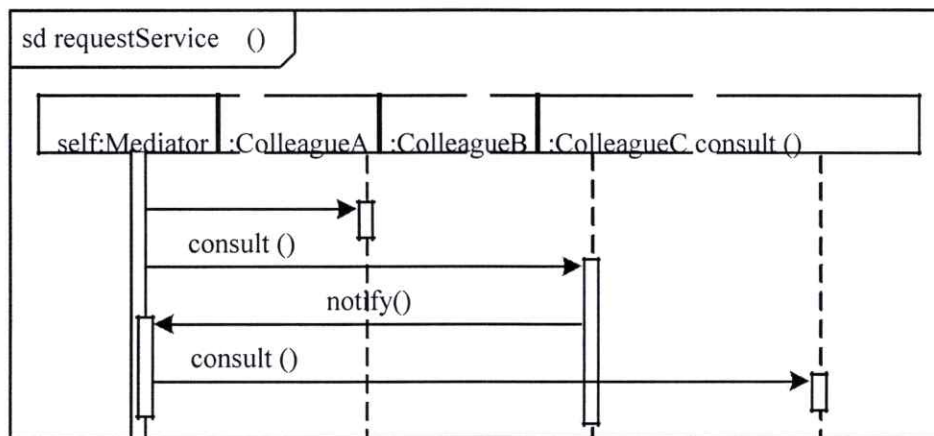 sd requestService ()
self:Mediator :ColleagueA :ColleagueB :ColleagueC consult ()
consult ()
notify()
consult ()